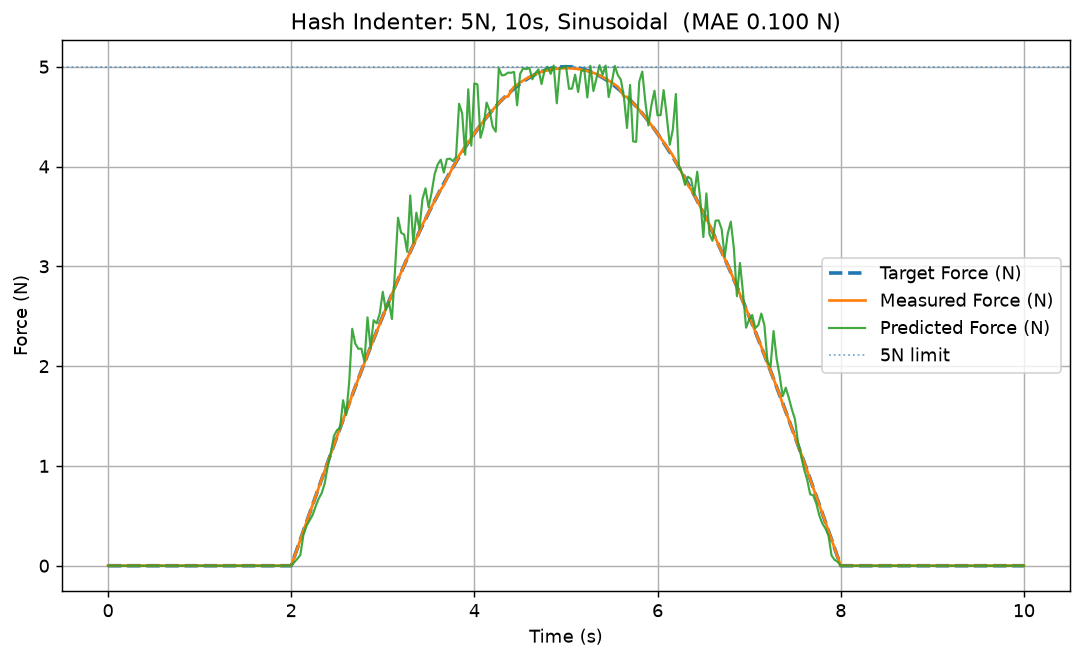 Hash Indenter: 5N, 10s, Sinusoidal  (MAE 0.100 N)
Force (N)
5
4
3
2
1
0
Target Force (N)
Measured Force (N)
Predicted Force (N)
5N limit
0 2 4 6 8 10
Time (s)